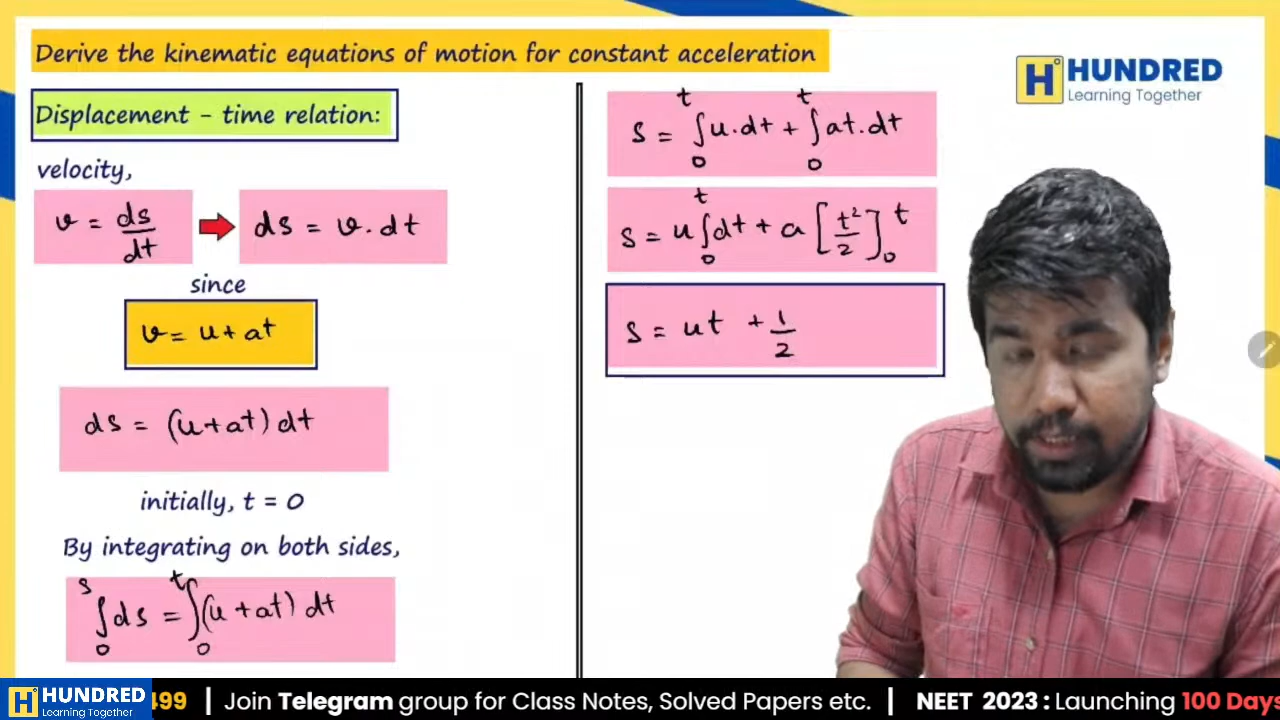 Derive the kinematic equations of motion for constant acceleration
HUNDRED
Learning Together
Displacement - time relation:
velocity,
v = ds/dt
ds = v . dt
since
v = u + at
ds = (u + at) dt
initially, t = 0
By integrating on both sides,
∫₀ˢ ds = ∫₀ᵗ (u + at) dt
s = ∫₀ᵗ u . dt + ∫₀ᵗ at . dt
s = u ∫₀ᵗ dt + a [t²/2]₀ᵗ
s = ut + 1/2
HUNDRED
Learning Together
499 | Join Telegram group for Class Notes, Solved Papers etc. | NEET 2023 : Launching 100 Days